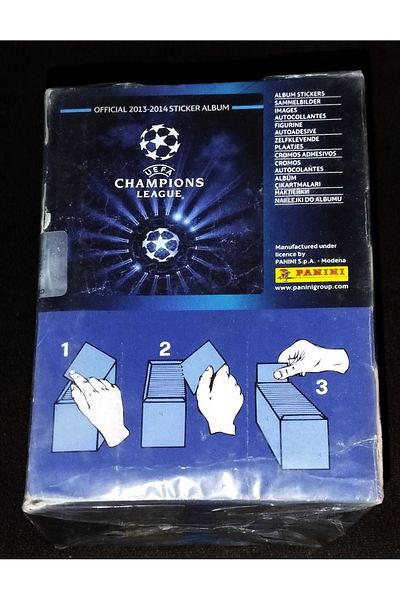 OFFICIAL 2013-2014 STICKER ALBUM
UEFA
CHAMPIONS
LEAGUE
ALBUM STICKERS
SAMMELBILDER
IMAGES
AUTOCOLLANTES
FIGURINE
AUTOADESIVE
ZELFKLEVENDE
PLAATJES
CROMOS ADHESIVOS
CROMOS
AUTOCOLANTES
ALBÜM
ÇIKARTMALARI
НАКЛЕЙКИ
NAKLEJKI DO ALBUMU
Manufactured under
licence by
PANINI S.p.A. - Modena
PANINI
www.paninigroup.com
1
2
3